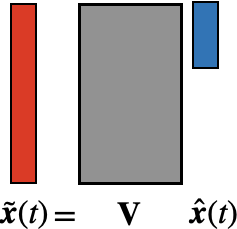 x̃(t) = V x̂(t)